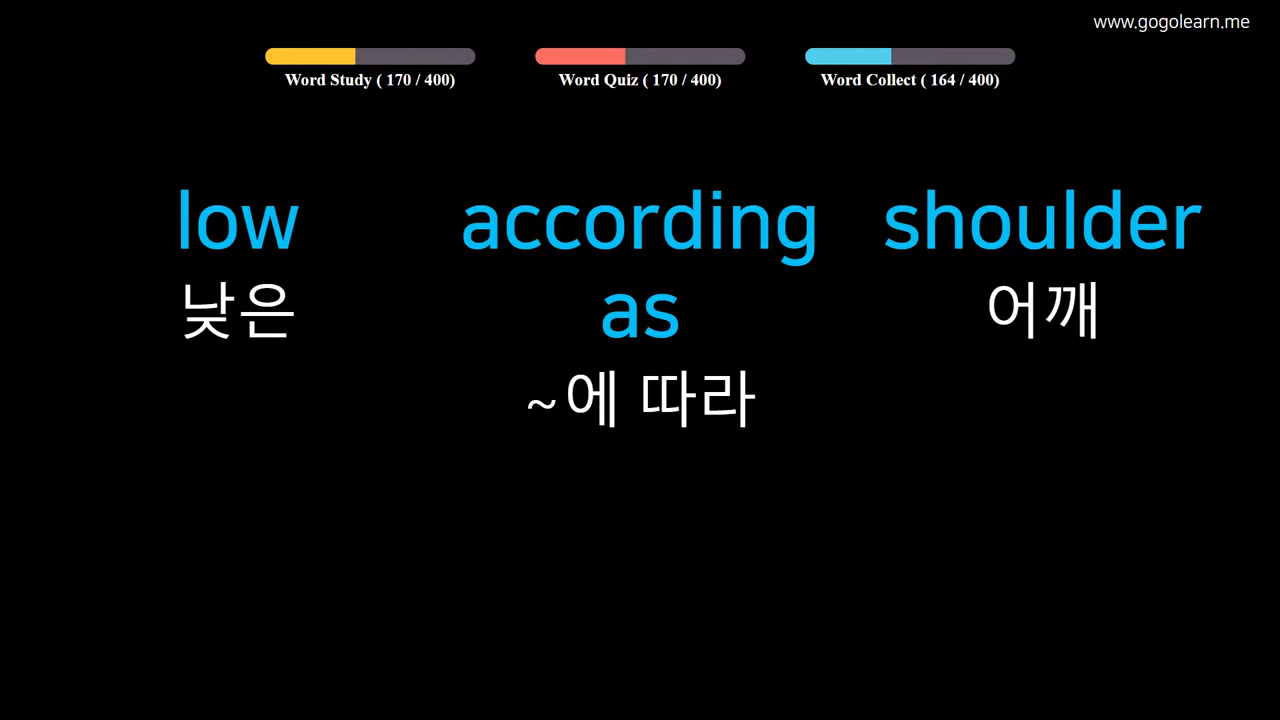 www.gogolearn.me
Word Study ( 170 / 400)
Word Quiz ( 170 / 400)
Word Collect ( 164 / 400)
low
낮은
according
as
~에 따라
shoulder
어깨